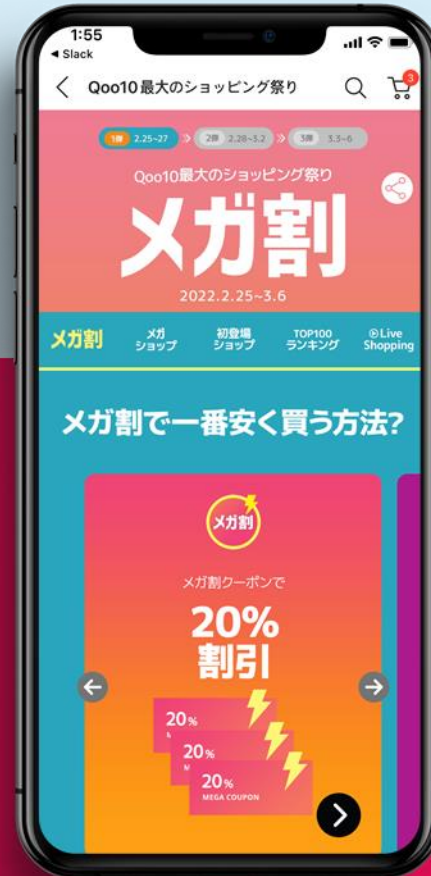 1:55
◀ Slack
Qoo10最大のショッピング祭り
3
1弾 2.25~27 2弾 2.28~3.2 3弾 3.3~6
Qoo10最大のショッピング祭り
メガ割
2022.2.25~3.6
メガ割
メガ
ショップ
初登場
ショップ
TOP100
ランキング
Live
Shopping
メガ割で一番安く買う方法?
メガ割
メガ割クーポンで
20%
割引
20%
20%
20%
MEGA COUPON